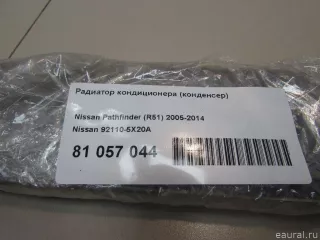 Радиатор кондиционера (конденсер)
Nissan Pathfinder (R51) 2005-2014
Nissan 92110-5X20A
81 057 044
© eaural.ru